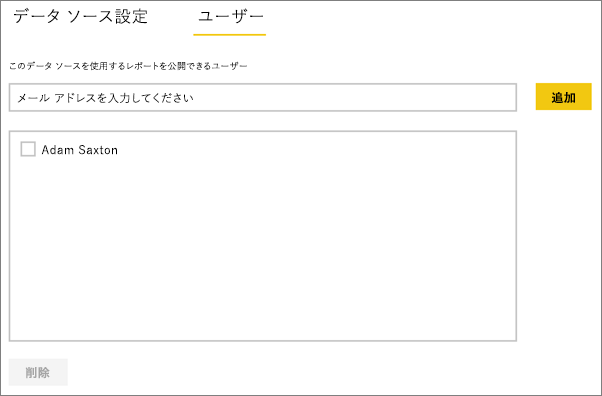 データ ソース設定 ユーザー
このデータ ソースを使用するレポートを公開できるユーザー
メール アドレスを入力してください 追加
Adam Saxton
削除